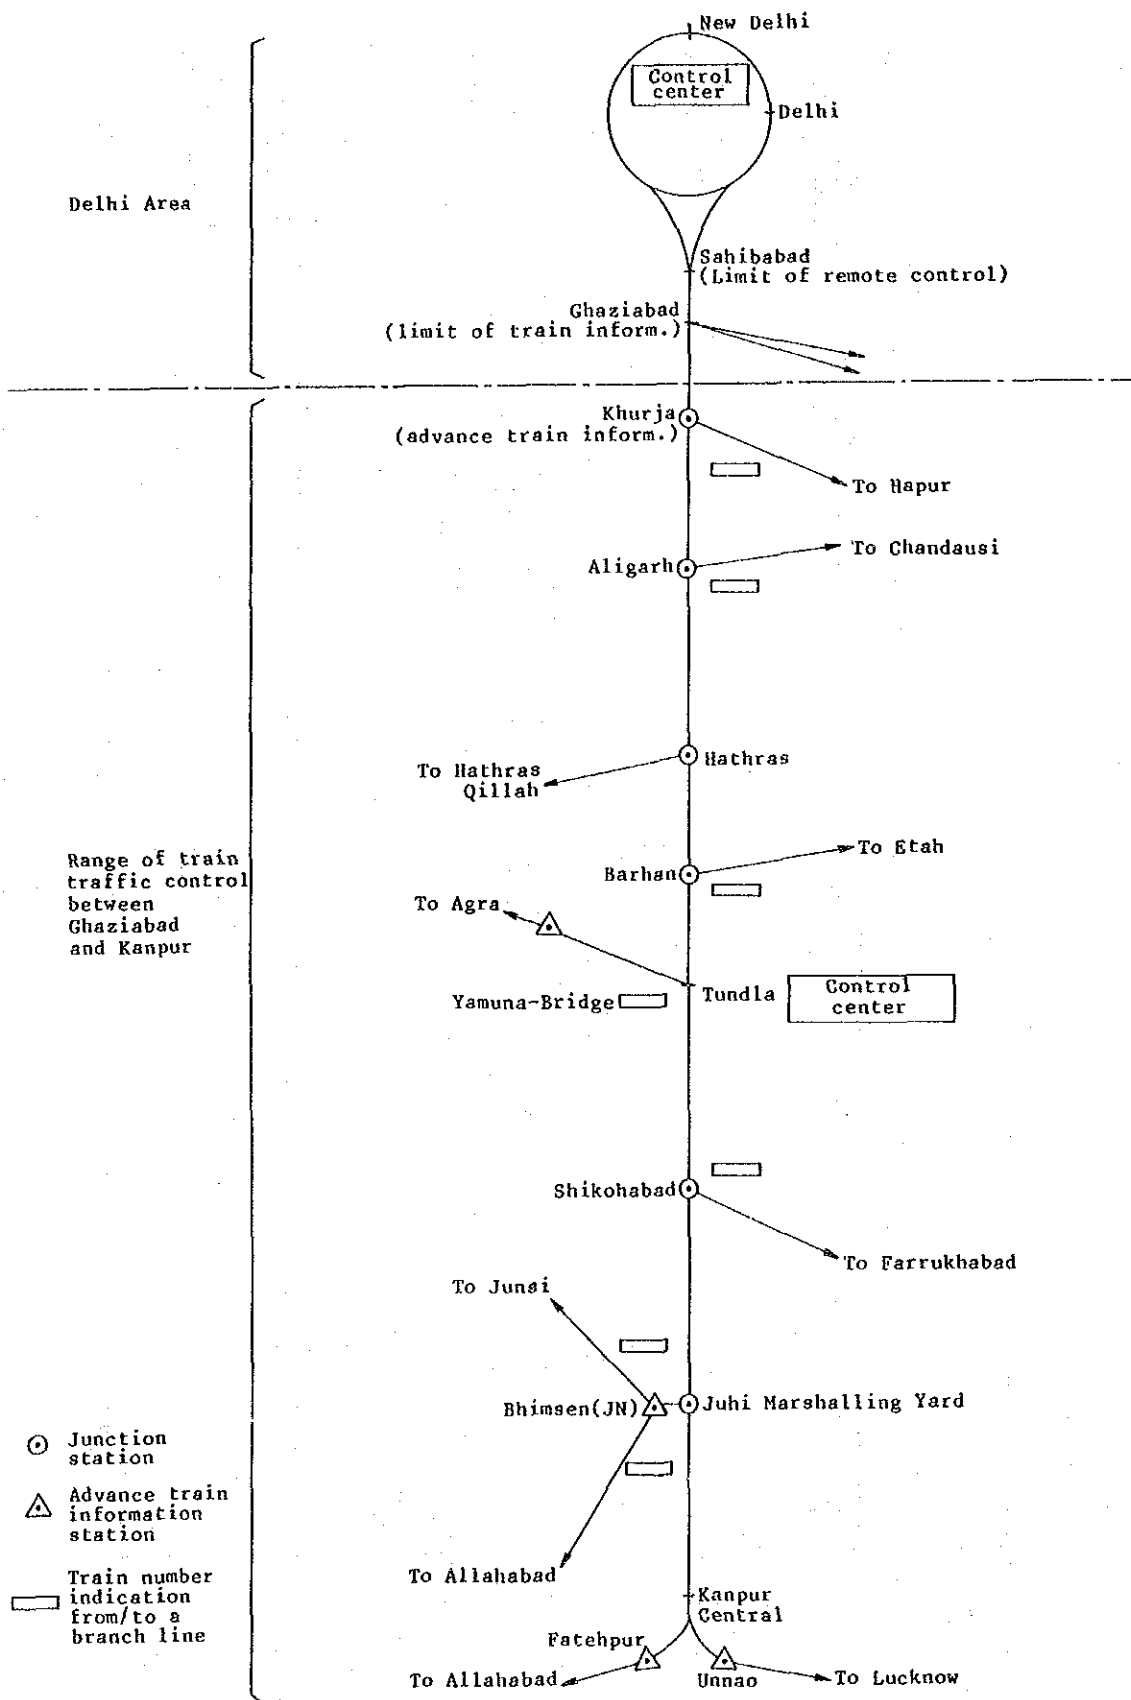 New Delhi
Control
center
Delhi
Delhi Area
Sahibabad
(Limit of remote control)
Ghaziabad
(limit of train inform.)
Khurja
(advance train inform.)
To Hapur
To Chandausi
Aligarh
Hathras
To Hathras
Qillah
To Etah
Range of train
traffic control
between
Ghaziabad
and Kanpur
Barhan
To Agra
Tundla
Control
center
Yamuna-Bridge
Shikohabad
To Farrukhabad
To Junsi
Bhimsen(JN)
Juhi Marshalling Yard
Junction
station
Advance train
information
station
Train number
indication
from/to a
branch line
To Allahabad
Kanpur
Central
Fatehpur
To Allahabad
Unnao
To Lucknow